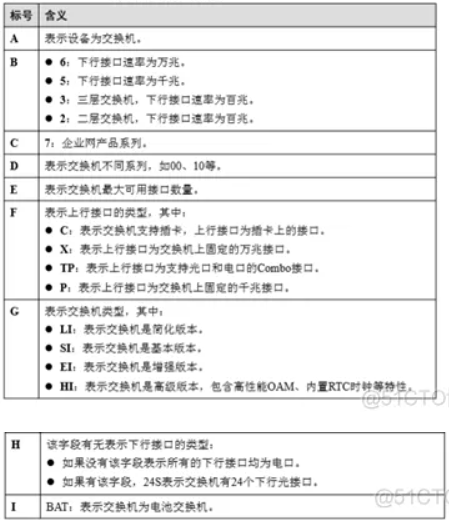 标号 含义
A 表示设备为交换机。
B ● 6：下行接口速率为万兆。
● 5：下行接口速率为千兆。
● 3：三层交换机，下行接口速率为百兆。
● 2：二层交换机，下行接口速率为百兆。
C 7：企业网产品系列。
D 表示交换机不同系列，如00、10等。
E 表示交换机最大可用接口数量。
F 表示上行接口的类型，其中：
● C：表示交换机支持插卡，上行接口为插卡上的接口。
● X：表示上行接口为交换机上固定的万兆接口。
● TP：表示上行接口为支持光口和电口的Combo接口。
● P：表示上行接口为交换机上固定的千兆接口。
G 表示交换机类型，其中：
● LI：表示交换机是简化版本。
● SI：表示交换机是基本版本。
● EI：表示交换机是增强版本。
● HI：表示交换机是高级版本，包含高性能OAM、内置RTC时钟等特性。
@51CTO
H 该字段有无表示下行接口的类型：
● 如果没有该字段表示所有的下行接口均为电口。
● 如果有该字段，24S表示交换机有24个下行光接口。
I BAT：表示交换机为电池交换机。
@51CTO